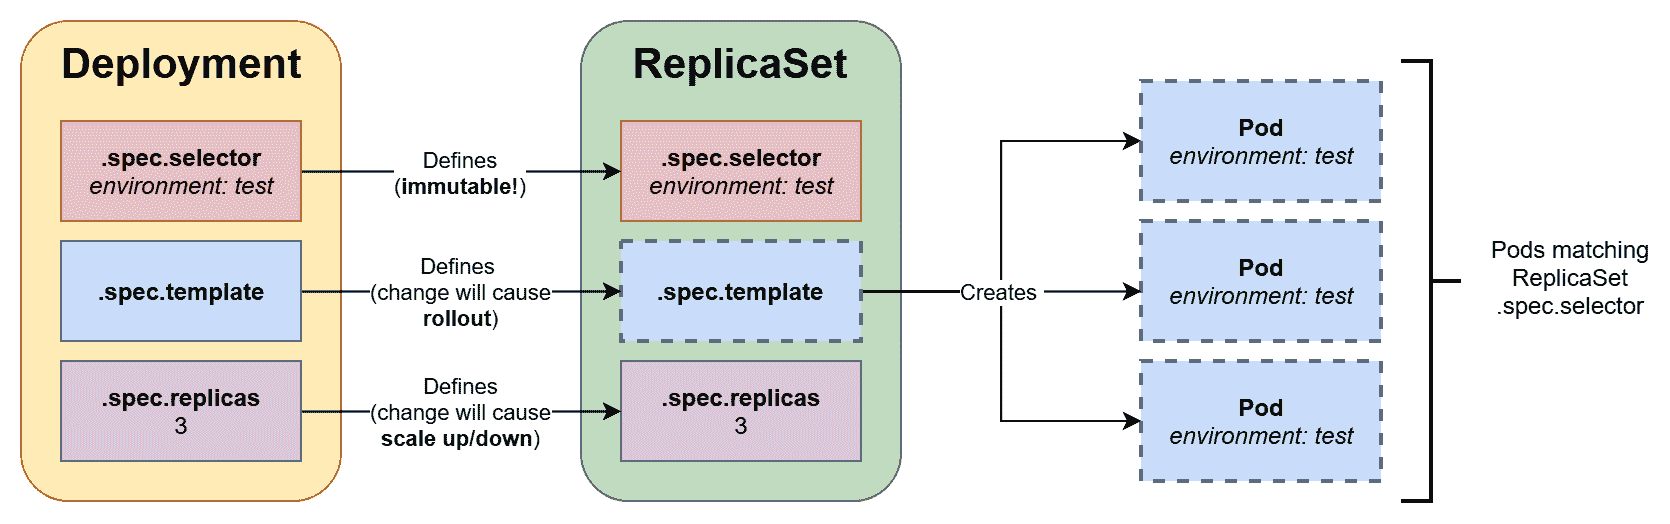 Deployment
.spec.selector
environment: test
.spec.template
.spec.replicas
3
Defines
(immutable!)
Defines
(change will cause
rollout)
Defines
(change will cause
scale up/down)
ReplicaSet
.spec.selector
environment: test
.spec.template
.spec.replicas
3
Creates
Pod
environment: test
Pod
environment: test
Pod
environment: test
Pods matching
ReplicaSet
.spec.selector